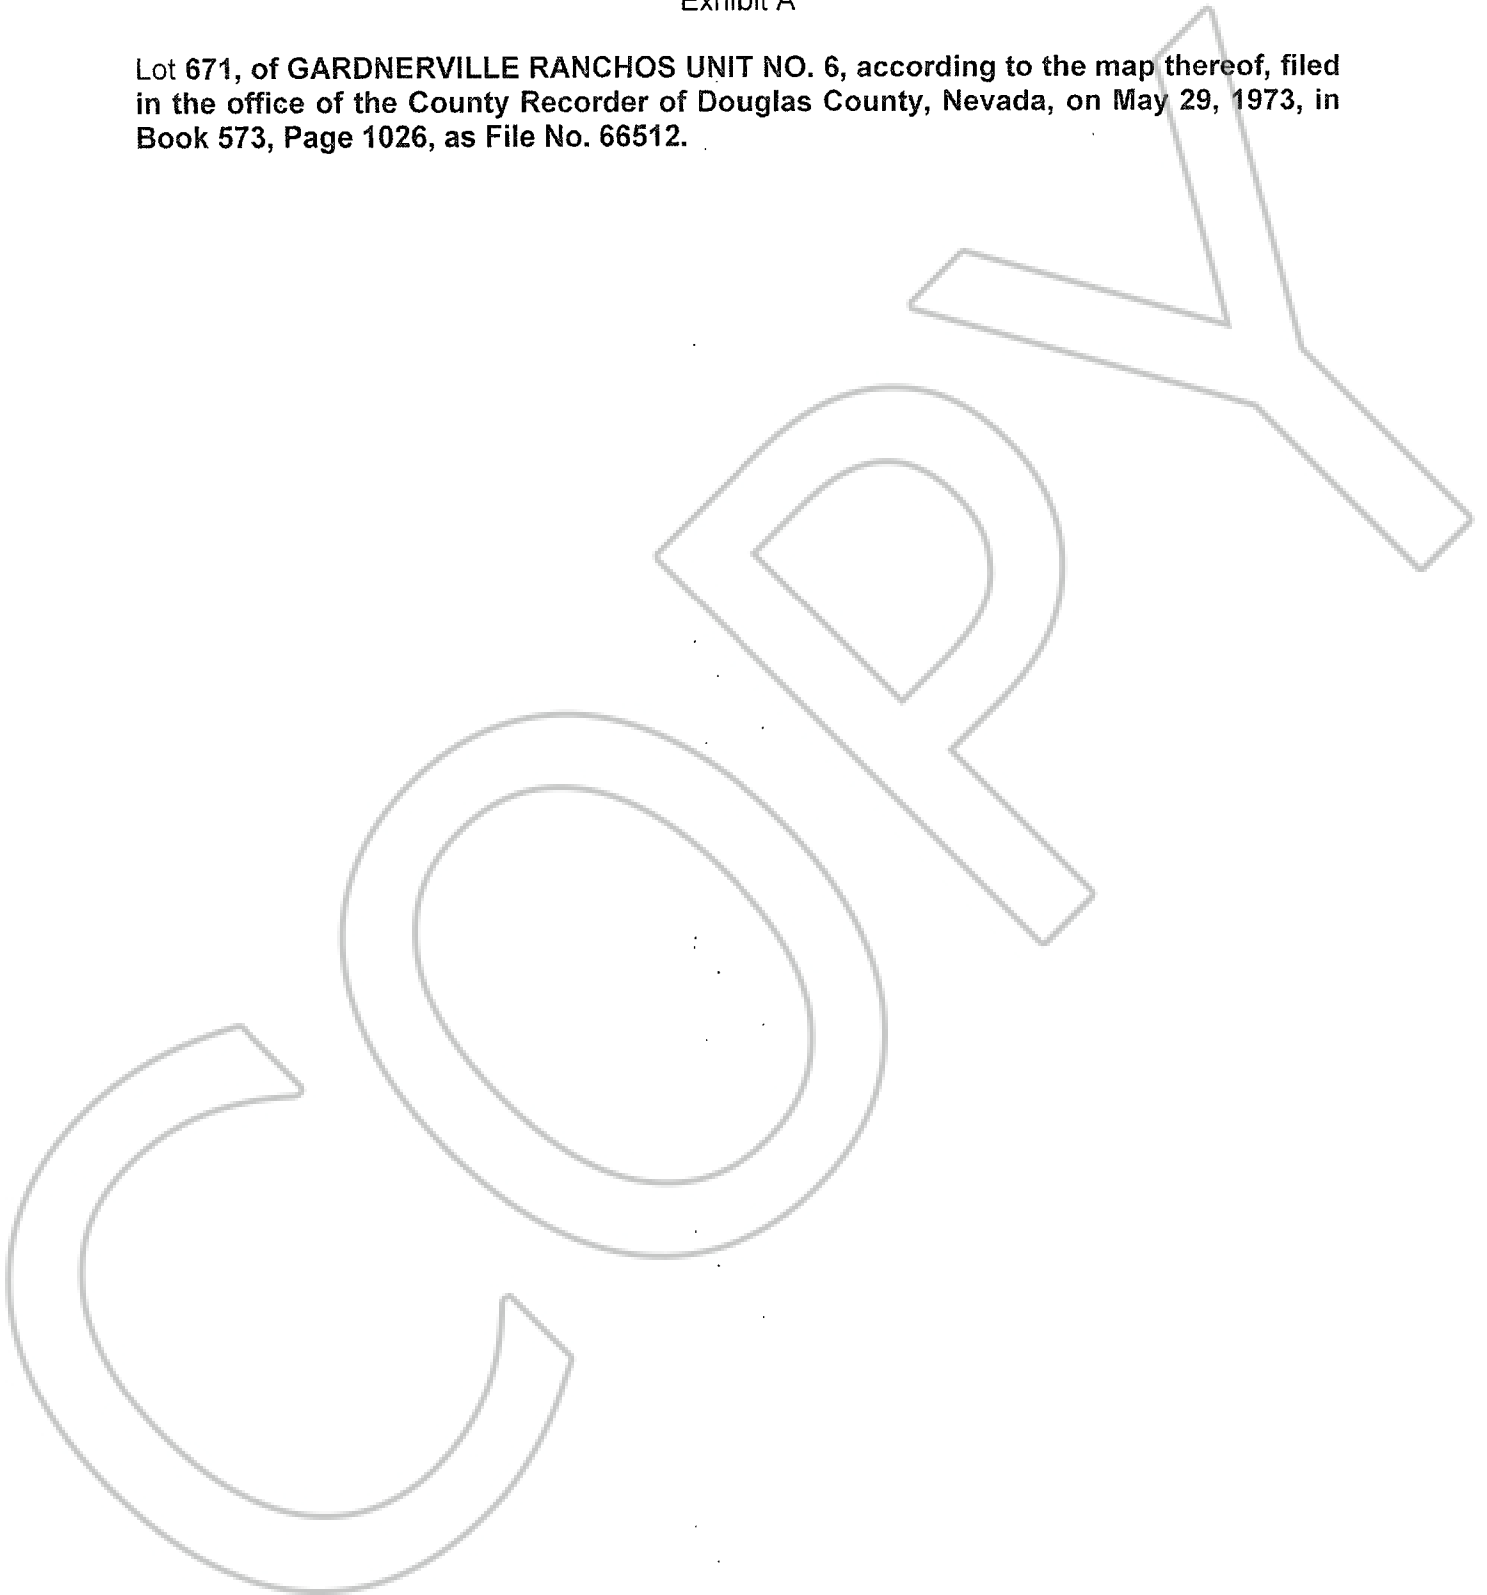 Exhibit A
Lot 671, of GARDNERVILLE RANCHOS UNIT NO. 6, according to the map thereof, filed
in the office of the County Recorder of Douglas County, Nevada, on May 29, 1973, in
Book 573, Page 1026, as File No. 66512.
COPY